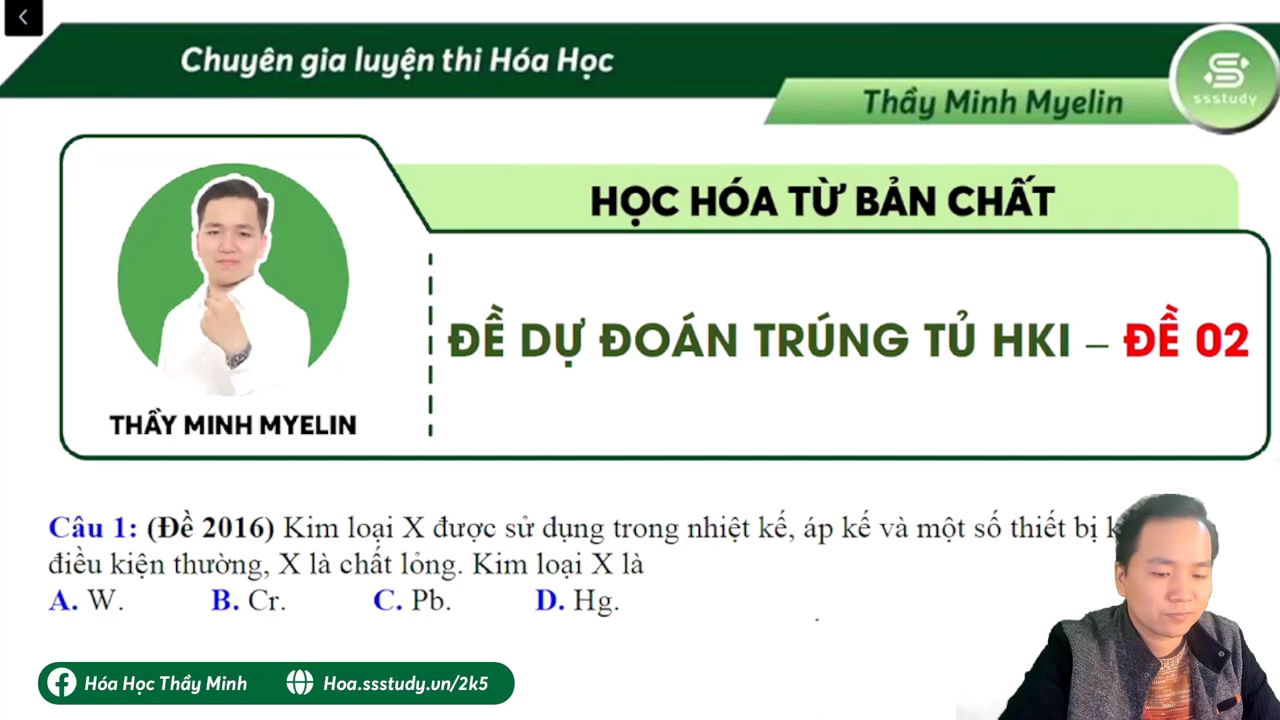 Chuyên gia luyện thi Hóa Học
Thầy Minh Myelin
ssstudy
HỌC HÓA TỪ BẢN CHẤT
ĐỀ DỰ ĐOÁN TRÚNG TỦ HKI – ĐỀ 02
THẦY MINH MYELIN
Câu 1: (Đề 2016) Kim loại X được sử dụng trong nhiệt kế, áp kế và một số thiết bị
điều kiện thường, X là chất lỏng. Kim loại X là
A. W. B. Cr. C. Pb. D. Hg.
Hóa Học Thầy Minh Hoa.ssstudy.vn/2k5